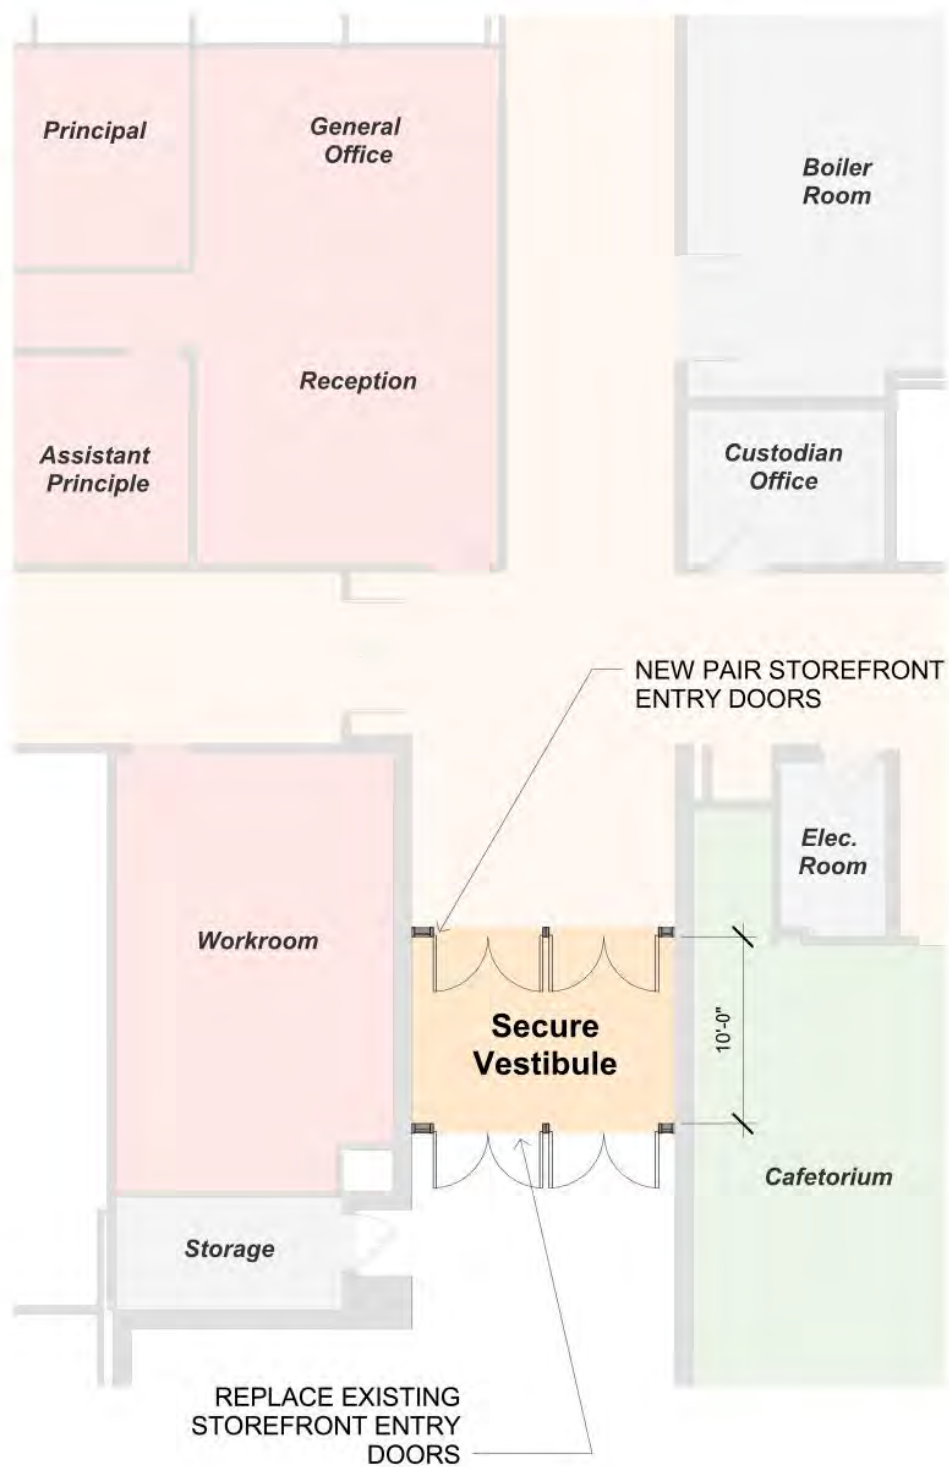 Principal
General
Office
Boiler
Room
Reception
Assistant
Principle
Custodian
Office
NEW PAIR STOREFRONT
ENTRY DOORS
Elec.
Room
Workroom
Secure
Vestibule
10'-0"
Cafetorium
Storage
REPLACE EXISTING
STOREFRONT ENTRY
DOORS